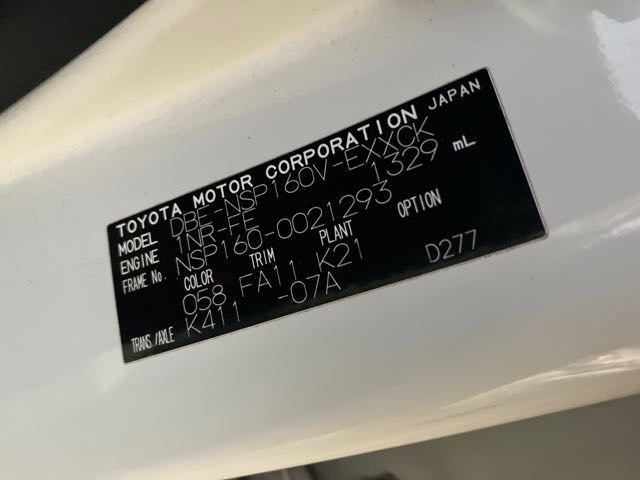 TOYOTA MOTOR CORPORATION JAPAN
MODEL DBE-NSP160V-EXXCK
ENGINE 1NR-FE 1329 mL
FRAME No. NSP160-0021293
COLOR TRIM PLANT OPTION
058 FA11 K21
TRANS./AXLE K411 -07A D277